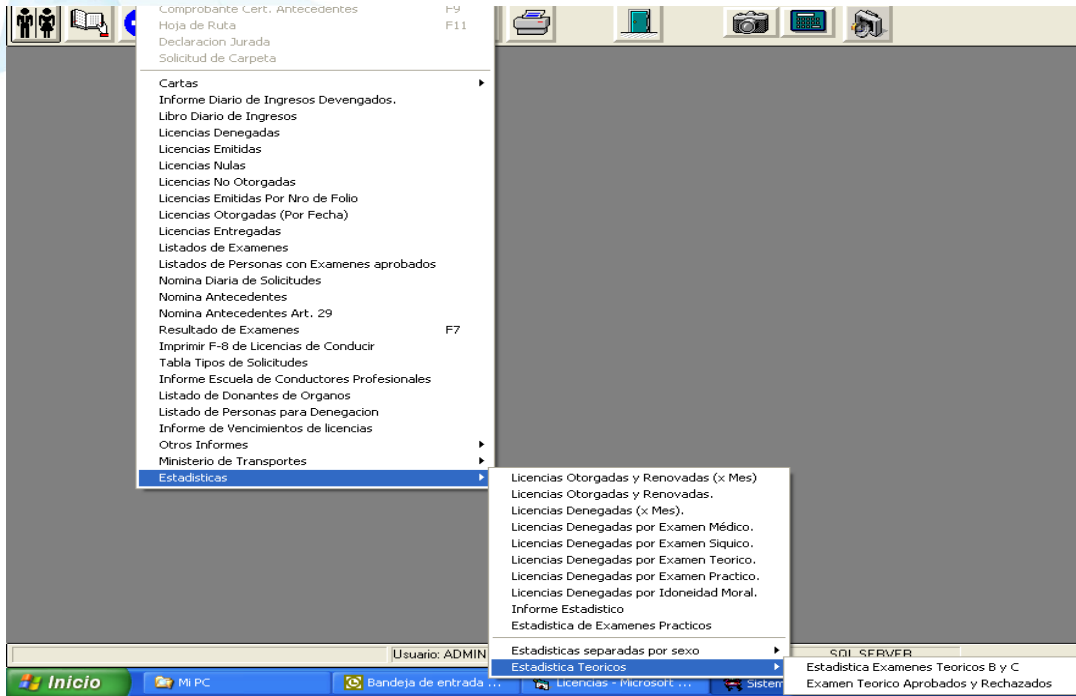 Comprobante Cert. Antecedentes F9
Hoja de Ruta F11
Declaracion Jurada
Solicitud de Carpeta
Cartas
Informe Diario de Ingresos Devengados.
Libro Diario de Ingresos
Licencias Denegadas
Licencias Emitidas
Licencias Nulas
Licencias No Otorgadas
Licencias Emitidas Por Nro de Folio
Licencias Otorgadas (Por Fecha)
Licencias Entregadas
Listados de Examenes
Listados de Personas con Examenes aprobados
Nomina Diaria de Solicitudes
Nomina Antecedentes
Nomina Antecedentes Art. 29
Resultado de Examenes F7
Imprimir F-8 de Licencias de Conducir
Tabla Tipos de Solicitudes
Informe Escuela de Conductores Profesionales
Listado de Donantes de Organos
Listado de Personas para Denegacion
Informe de Vencimientos de licencias
Otros Informes
Ministerio de Transportes
Estadisticas
Licencias Otorgadas y Renovadas (x Mes)
Licencias Otorgadas y Renovadas.
Licencias Denegadas (x Mes).
Licencias Denegadas por Examen Médico.
Licencias Denegadas por Examen Siquico.
Licencias Denegadas por Examen Teorico.
Licencias Denegadas por Examen Practico.
Licencias Denegadas por Idoneidad Moral.
Informe Estadistico
Estadistica de Examenes Practicos
Estadisticas separadas por sexo
Estadistica Teoricos
Estadistica Examenes Teoricos B y C
Examen Teorico Aprobados y Rechazados
Usuario: ADMIN
SQL SERVER
Inicio
Mi PC
Bandeja de entrada ...
Licencias - Microsoft ...
Sistem